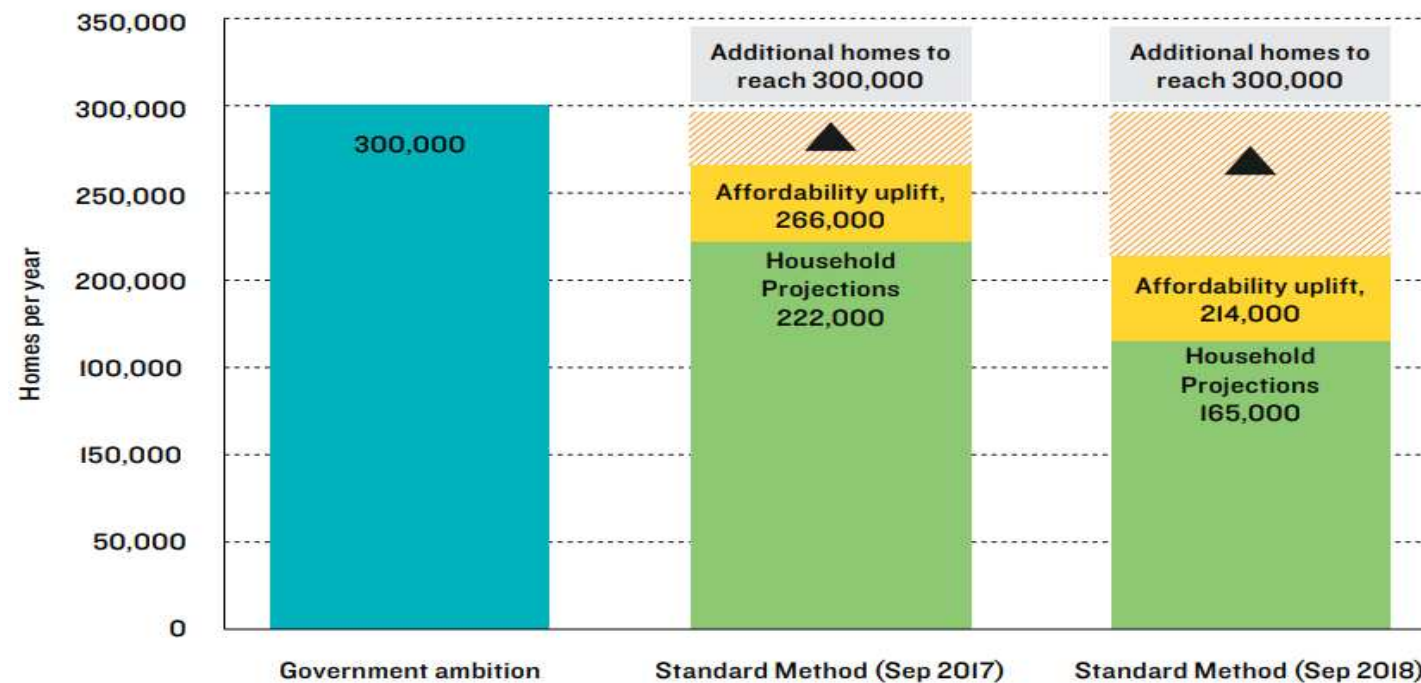 350,000
300,000
250,000
200,000
100,000
150,000
50,000
0
Homes per year
300,000
Additional homes to
reach 300,000
Affordability uplift,
266,000
Household
Projections
222,000
Additional homes to
reach 300,000
Affordability uplift,
214,000
Household
Projections
165,000
Government ambition
Standard Method (Sep 2017)
Standard Method (Sep 2018)